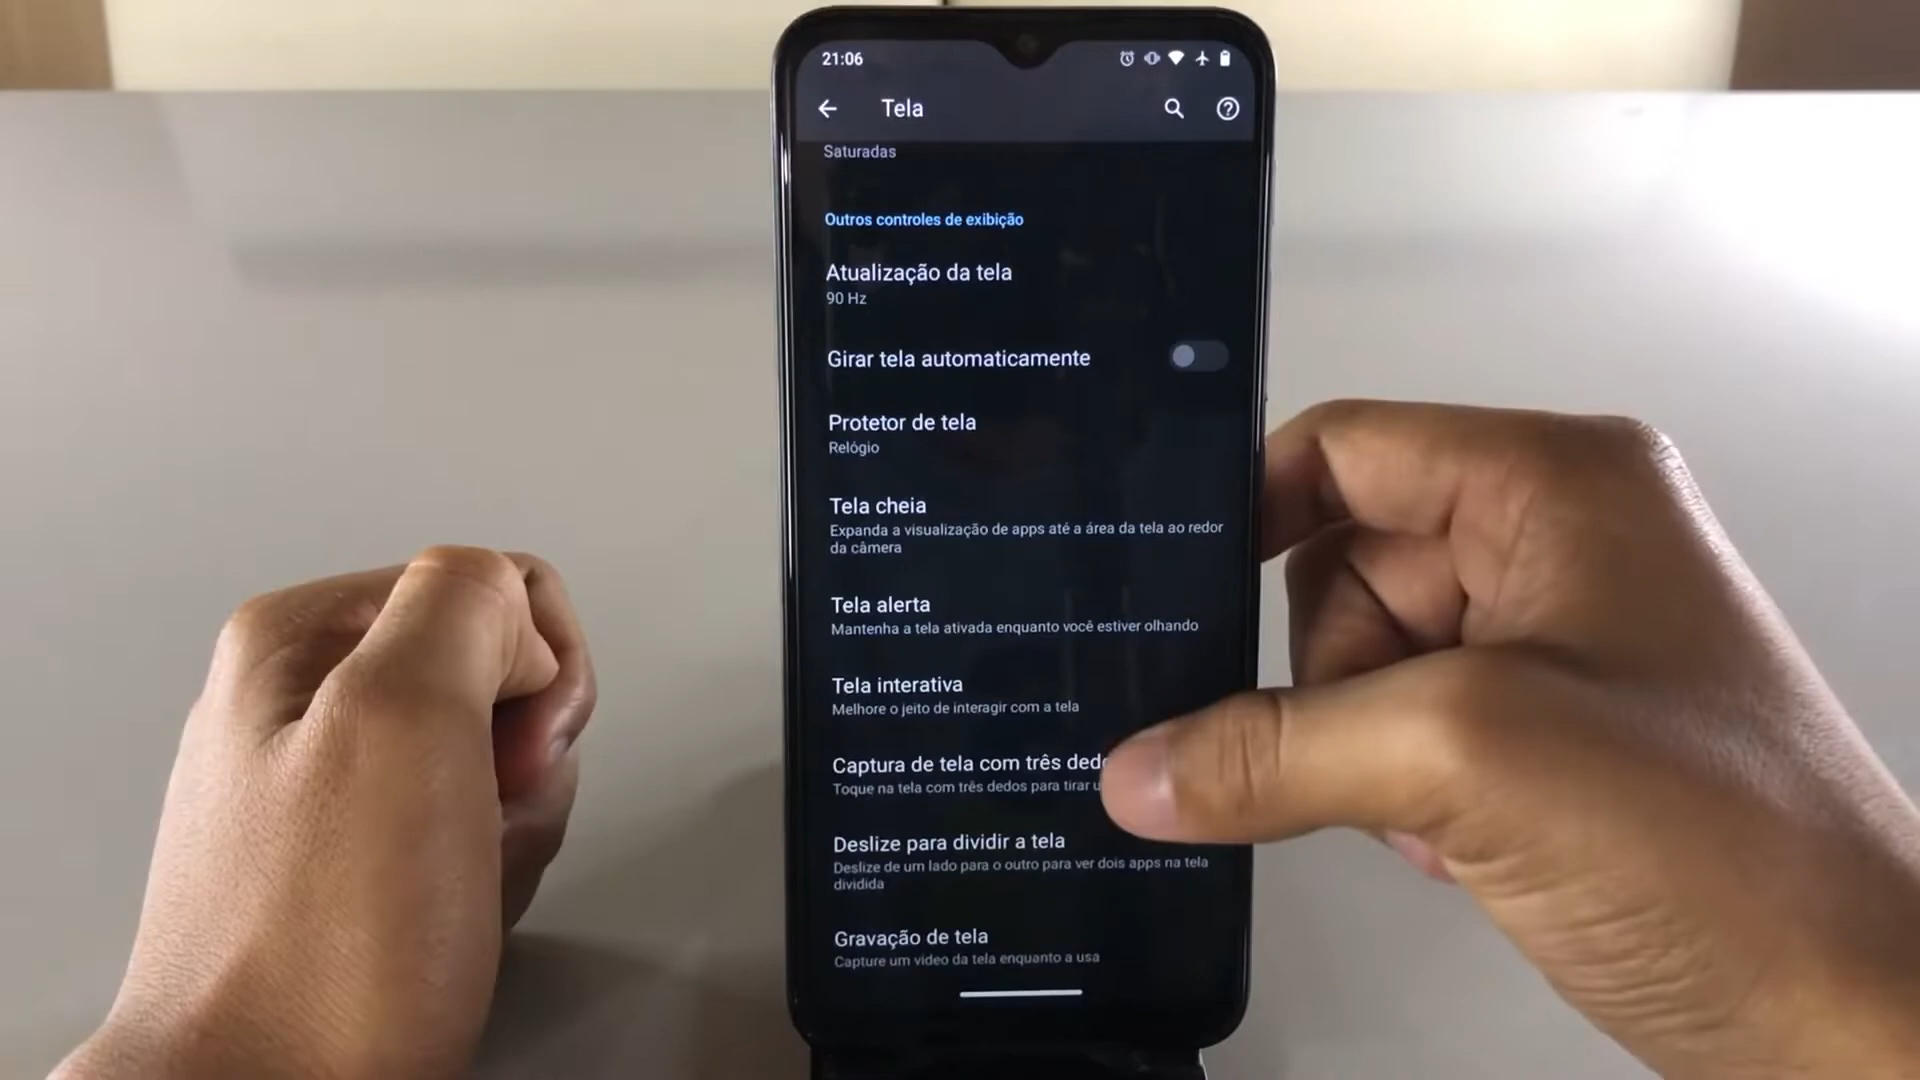 21:06
Tela
Saturadas
Outros controles de exibição
Atualização da tela
90 Hz
Girar tela automaticamente
Protetor de tela
Relógio
Tela cheia
Expanda a visualização de apps até a área da tela ao redor
da câmera
Tela alerta
Mantenha a tela ativada enquanto você estiver olhando
Tela interativa
Melhore o jeito de interagir com a tela
Captura de tela com três
Toque na tela com três dedos para tirar
Deslize para dividir a tela
Deslize de um lado para o outro para ver dois apps na tela
dividida
Gravação de tela
Capture um vídeo da tela enquanto a usa